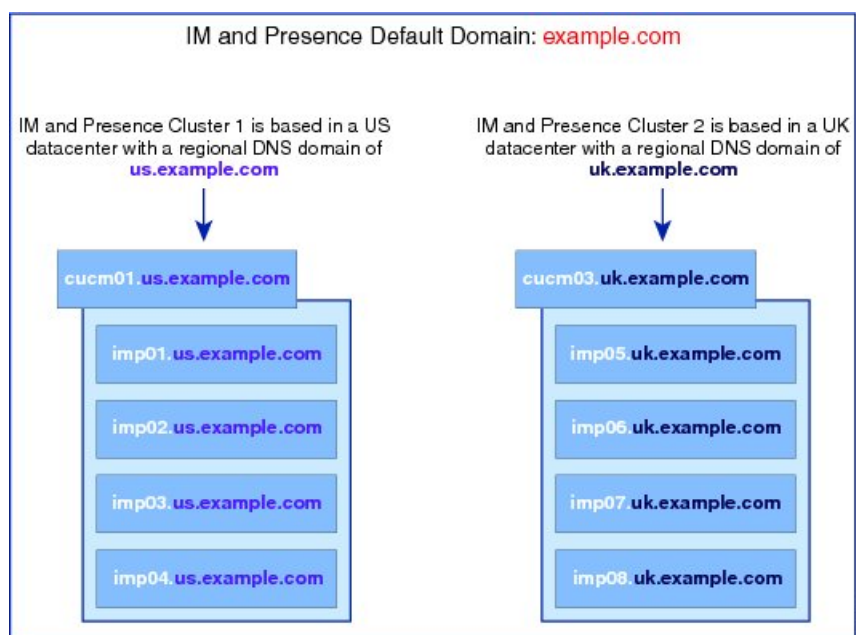 IM and Presence Default Domain: example.com
IM and Presence Cluster 1 is based in a US
datacenter with a regional DNS domain of
us.example.com
cucm01.us.example.com
imp01.us.example.com
imp02.us.example.com
imp03.us.example.com
imp04.us.example.com
IM and Presence Cluster 2 is based in a UK
datacenter with a regional DNS domain of
uk.example.com
cucm03.uk.example.com
imp05.uk.example.com
imp06.uk.example.com
imp07.uk.example.com
imp08.uk.example.com